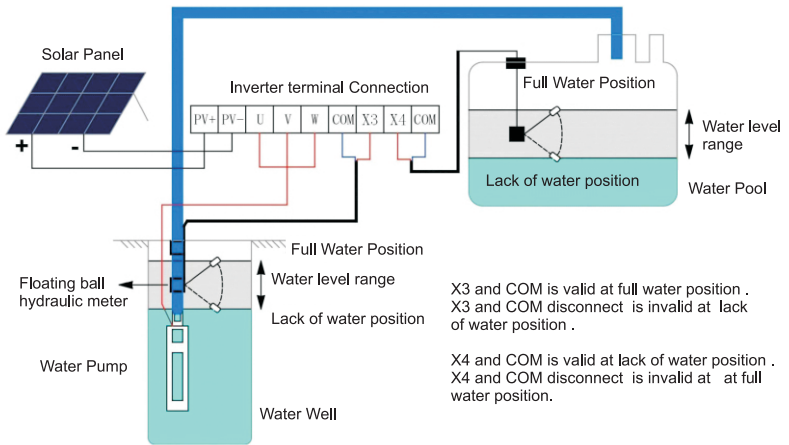 Solar Panel
+
-
Inverter terminal Connection
PV+ PV- U V W COM X3 X4 COM
Full Water Position
Water level
range
Lack of water position
Water Pool
Full Water Position
Floating ball
hydraulic meter
Water level range
Lack of water position
Water Pump
Water Well
X3 and COM is valid at full water position .
X3 and COM disconnect is invalid at lack
of water position .
X4 and COM is valid at lack of water position .
X4 and COM disconnect is invalid at at full
water position.